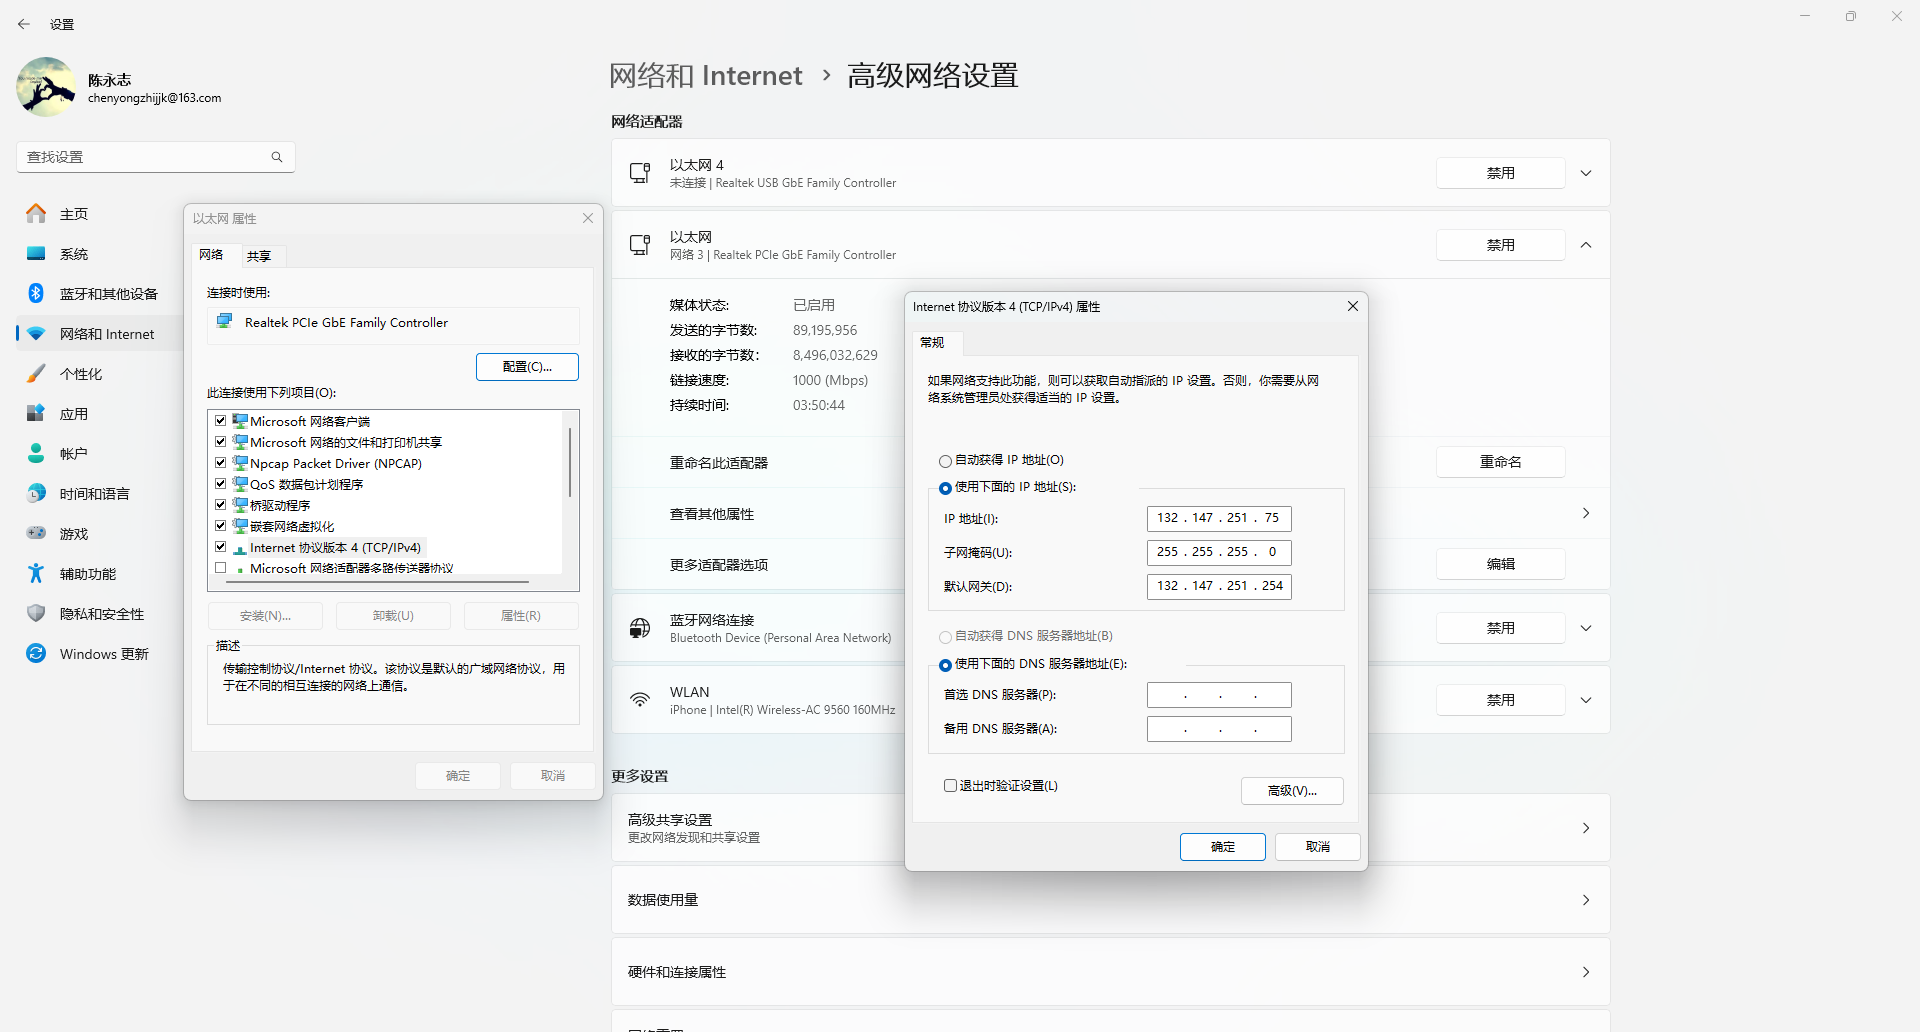 设置
陈永志
chenyongzhijjk@163.com
查找设置
主页
系统
蓝牙和其他设备
网络和 Internet
个性化
应用
帐户
时间和语言
游戏
辅助功能
隐私和安全性
Windows 更新
网络和 Internet › 高级网络设置
网络适配器
以太网 4
未连接 | Realtek USB GbE Family Controller
禁用
以太网
网络 3 | Realtek PCIe GbE Family Controller
禁用
媒体状态: 已启用
发送的字节数: 89,195,956
接收的字节数: 8,496,032,629
链接速度: 1000 (Mbps)
持续时间: 03:50:44
重命名此适配器
重命名
查看其他属性
更多适配器选项
编辑
蓝牙网络连接
Bluetooth Device (Personal Area Network)
禁用
WLAN
iPhone | Intel(R) Wireless-AC 9560 160MHz
禁用
更多设置
高级共享设置
更改网络发现和共享设置
数据使用量
硬件和连接属性
以太网 属性
网络
共享
连接时使用:
Realtek PCIe GbE Family Controller
配置(C)...
此连接使用下列项目(O):
Microsoft 网络客户端
Microsoft 网络的文件和打印机共享
Npcap Packet Driver (NPCAP)
QoS 数据包计划程序
桥驱动程序
嵌套网络虚拟化
Internet 协议版本 4 (TCP/IPv4)
Microsoft 网络适配器多路传送器协议
安装(N)...
卸载(U)
属性(R)
描述
传输控制协议/Internet 协议。该协议是默认的广域网络协议，用
于在不同的相互连接的网络上通信。
确定
取消
Internet 协议版本 4 (TCP/IPv4) 属性
常规
如果网络支持此功能，则可以获取自动指派的 IP 设置。否则，你需要从网
络系统管理员处获得适当的 IP 设置。
自动获得 IP 地址(O)
使用下面的 IP 地址(S):
IP 地址(I): 132 . 147 . 251 . 75
子网掩码(U): 255 . 255 . 255 . 0
默认网关(D): 132 . 147 . 251 . 254
自动获得 DNS 服务器地址(B)
使用下面的 DNS 服务器地址(E):
首选 DNS 服务器(P): . . .
备用 DNS 服务器(A): . . .
退出时验证设置(L)
高级(V)...
确定
取消